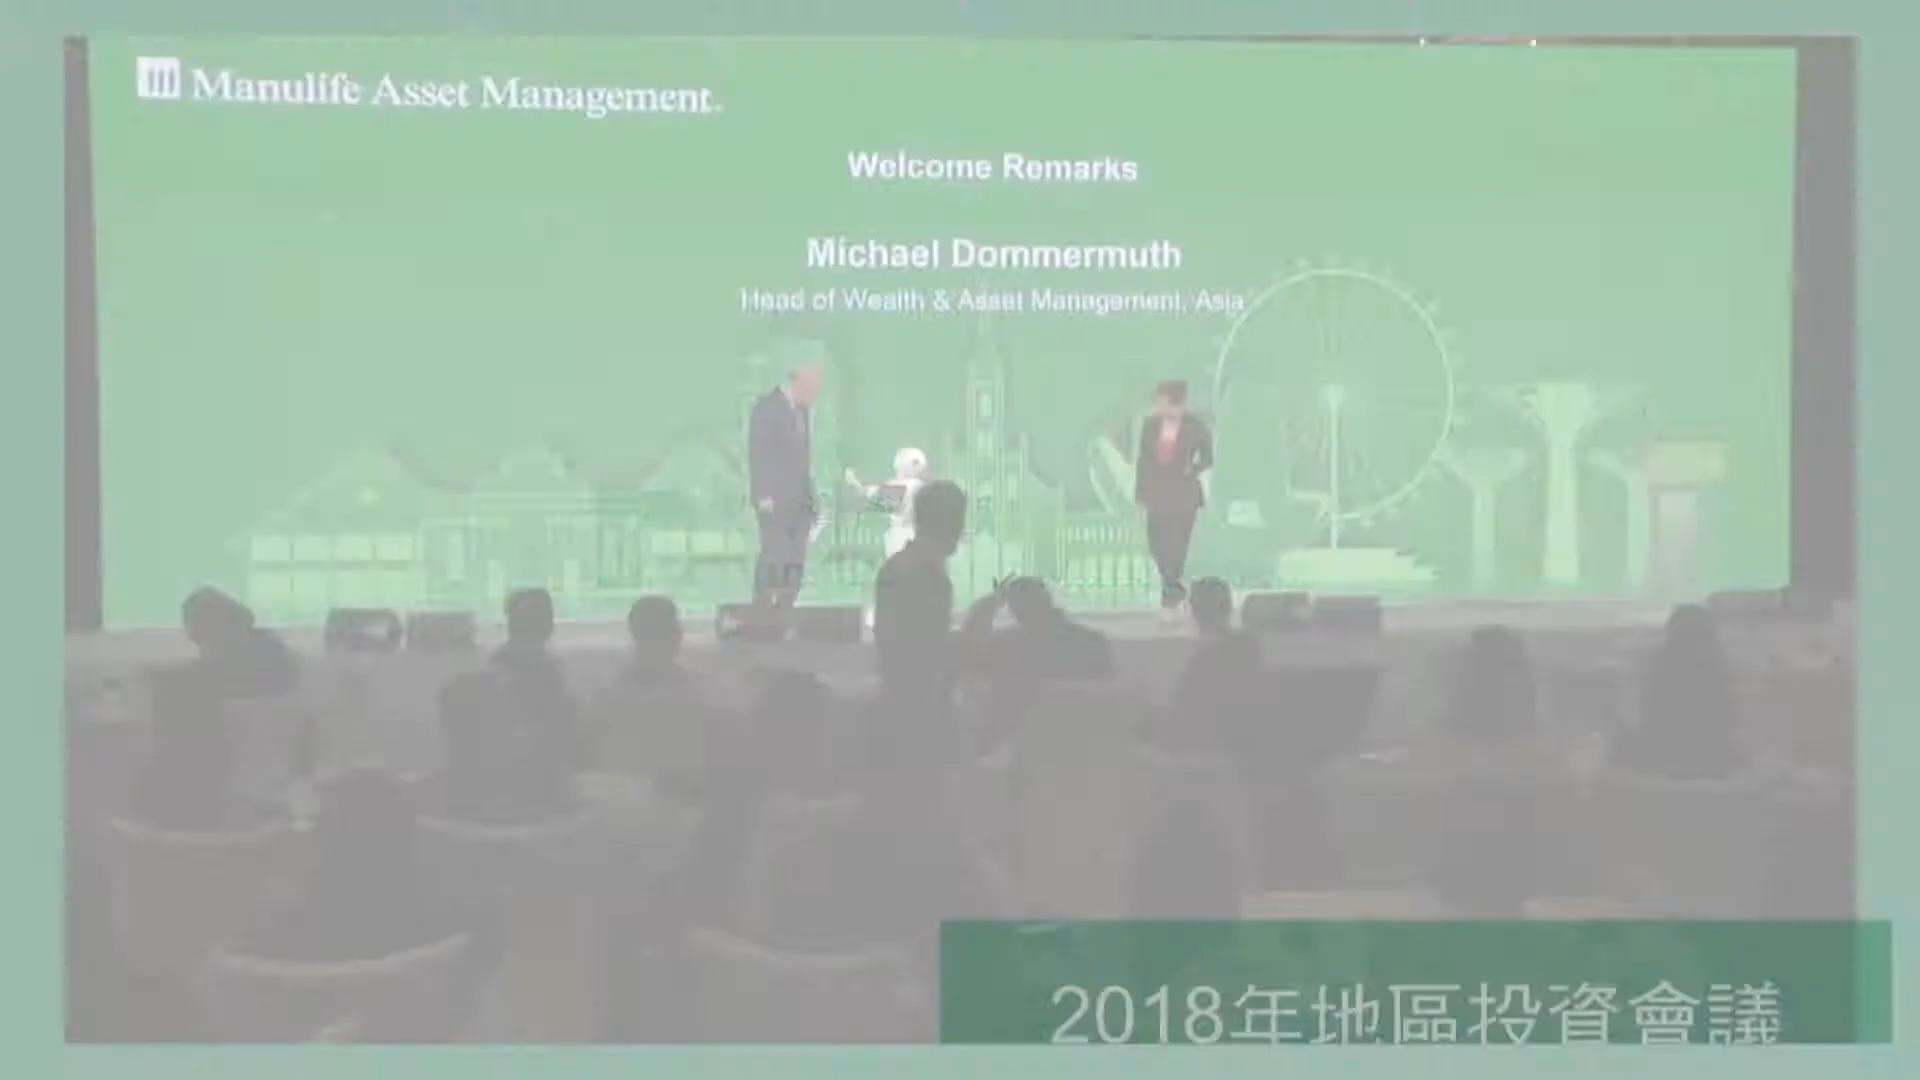 Manulife Asset Management.
Welcome Remarks
Michael Dommermuth
Head of Wealth & Asset Management, Asia
2018年地區投資會議